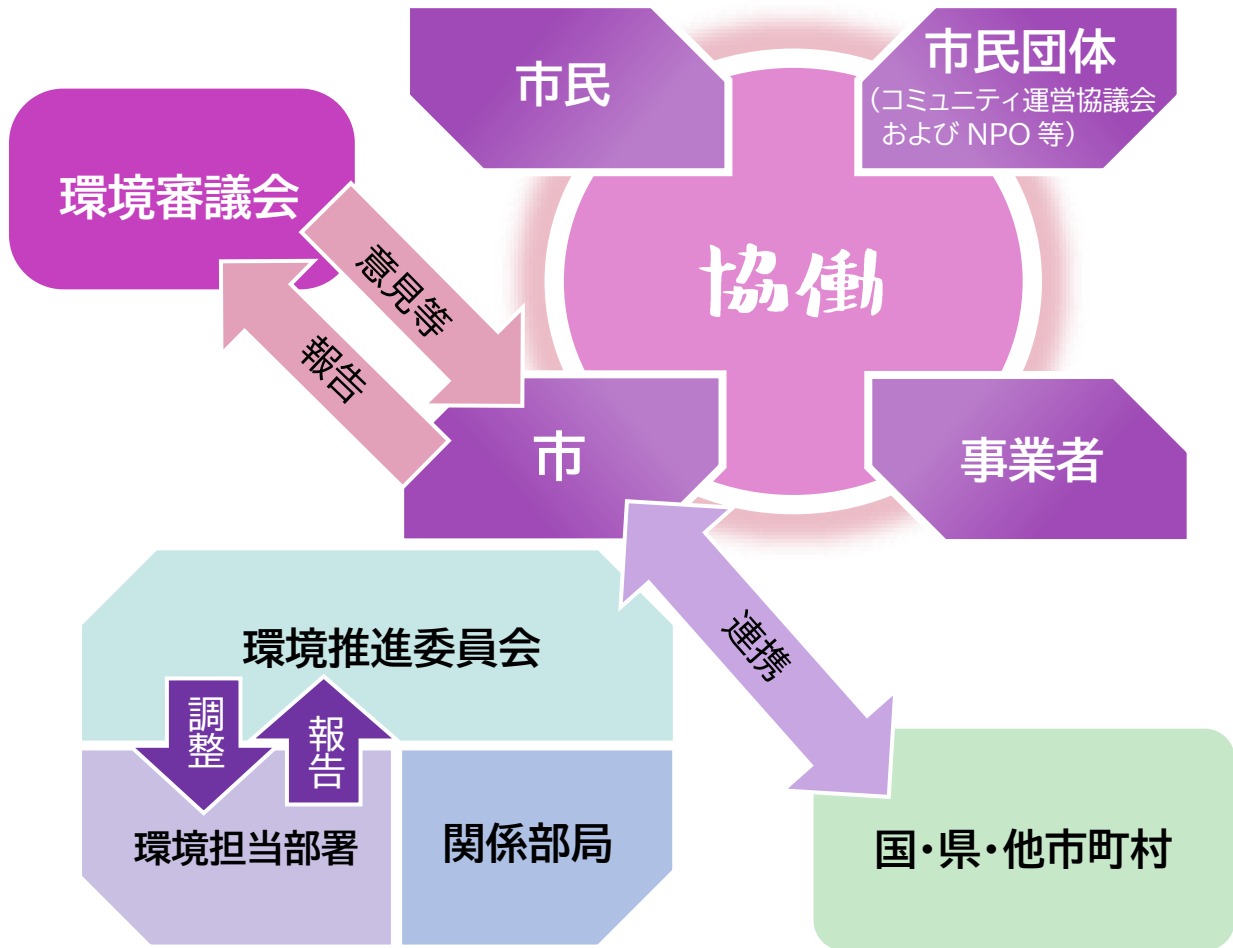 市民
市民団体
（コミュニティ運営協議会
および NPO 等）
環境審議会
協働
意見等
報告
市
事業者
連携
環境推進委員会
調整
報告
環境担当部署
関係部局
国・県・他市町村